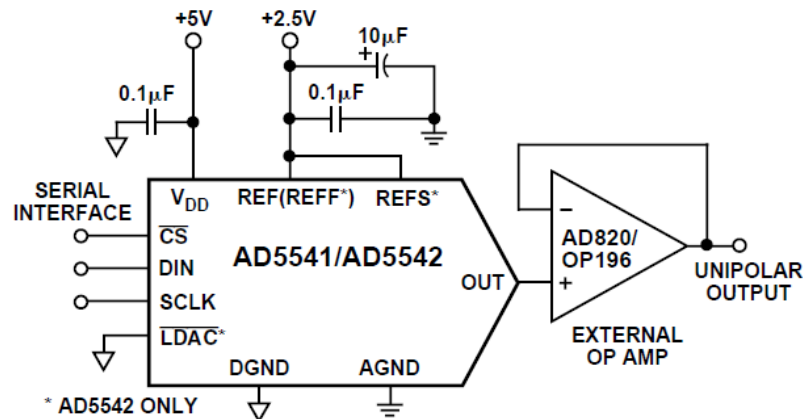 +5V
+2.5V
10µF
+
0.1µF
0.1µF
SERIAL
INTERFACE
VDD
REF(REFF*)
REFS*
CS
DIN
SCLK
LDAC*
AD5541/AD5542
OUT
DGND
AGND
−
+
AD820/
OP196
UNIPOLAR
OUTPUT
EXTERNAL
OP AMP
* AD5542 ONLY